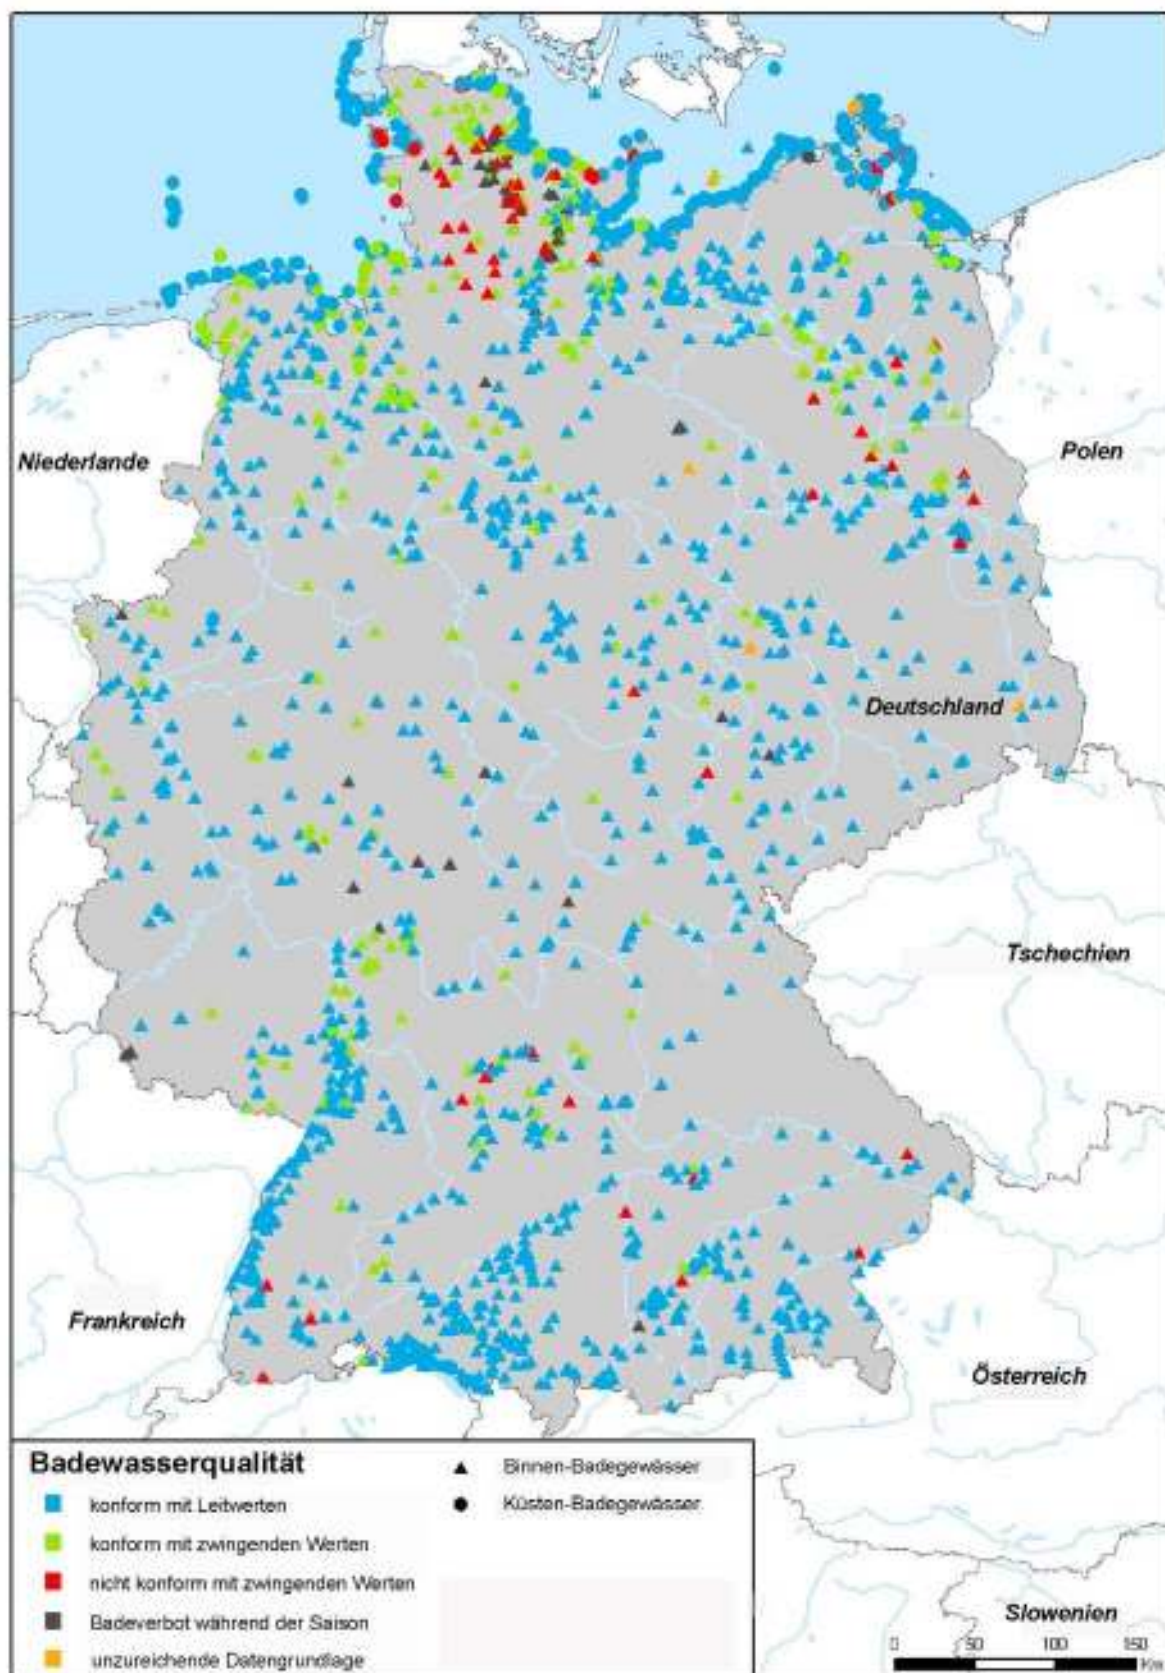 Niederlande
Polen
Deutschland
Tschechien
Frankreich
Österreich
Slowenien
Badewasserqualität
konform mit Leitwerten
konform mit zwingenden Werten
nicht konform mit zwingenden Werten
Badeverbot während der Saison
unzureichende Datengrundlage
Binnen-Badegewässer
Küsten-Badegewässer
0 50 100 150
Km